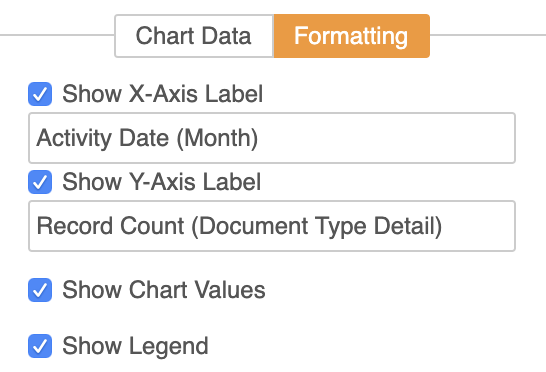 Chart Data Formatting
Show X-Axis Label
Activity Date (Month)
Show Y-Axis Label
Record Count (Document Type Detail)
Show Chart Values
Show Legend